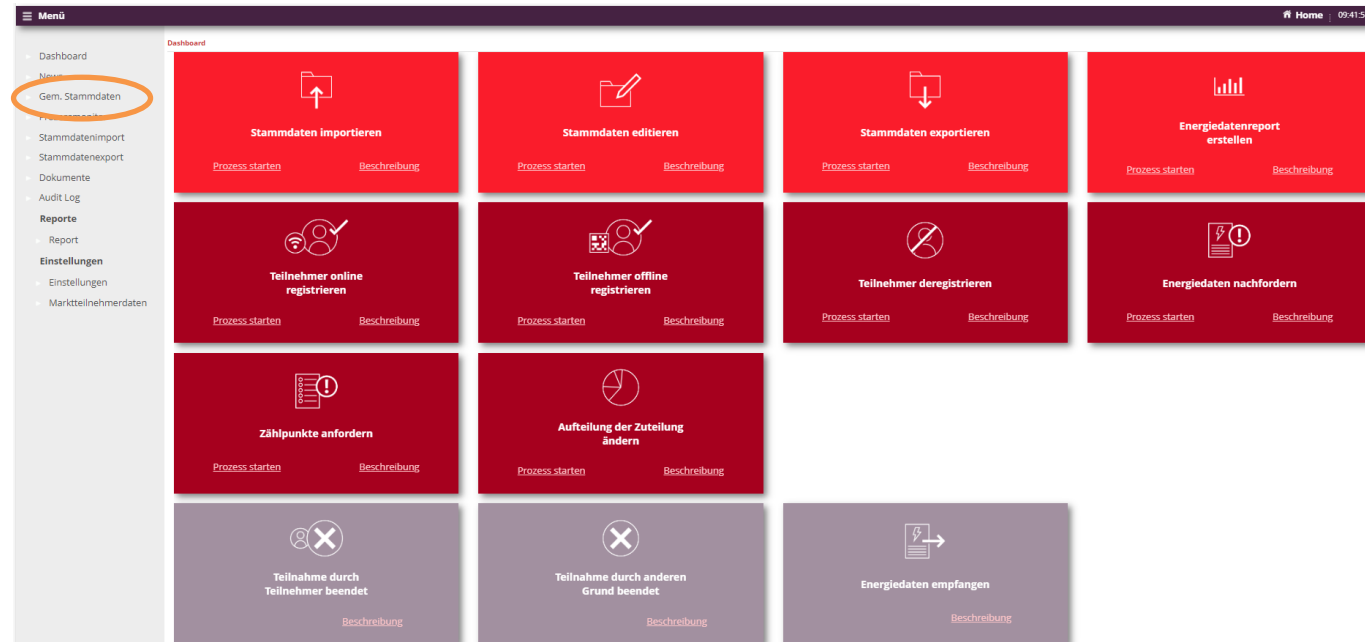 Menü
Home
09:41:5
Dashboard
Dashboard
News
Gem. Stammdaten
Stammdatenimport
Stammdatenexport
Dokumente
Audit Log
Reporte
Report
Einstellungen
Einstellungen
Marktteilnehmerdaten
Stammdaten importieren
Prozess starten Beschreibung
Stammdaten editieren
Prozess starten Beschreibung
Stammdaten exportieren
Prozess starten Beschreibung
Energiedatenreport
erstellen
Prozess starten Beschreibung
Teilnehmer online
registrieren
Prozess starten Beschreibung
Teilnehmer offline
registrieren
Prozess starten Beschreibung
Teilnehmer deregistrieren
Prozess starten Beschreibung
Energiedaten nachfordern
Prozess starten Beschreibung
Zählpunkte anfordern
Prozess starten Beschreibung
Aufteilung der Zuteilung
ändern
Prozess starten Beschreibung
Teilnahme durch
Teilnehmer beendet
Beschreibung
Teilnahme durch anderen
Grund beendet
Beschreibung
Energiedaten empfangen
Beschreibung